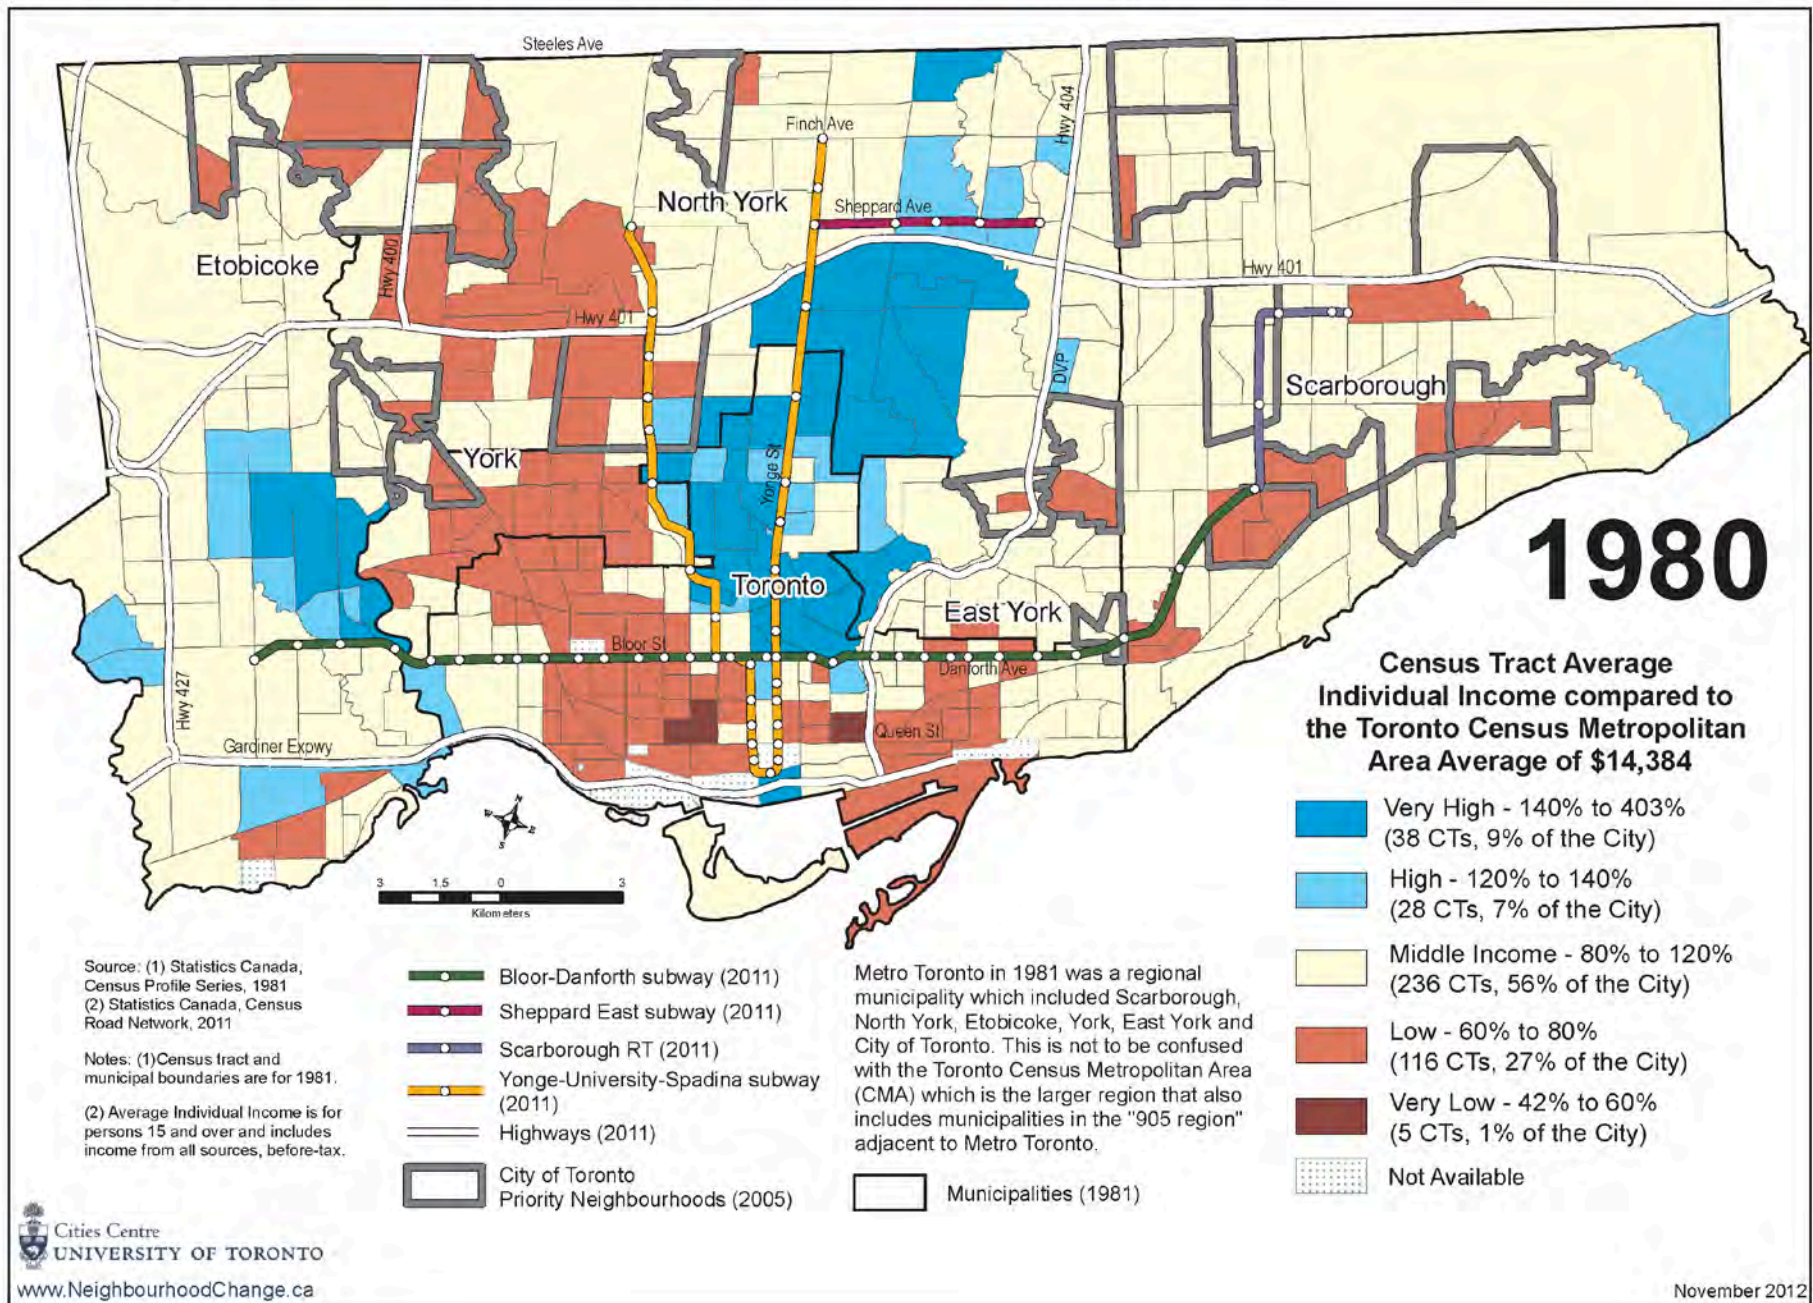 Steeles Ave
Finch Ave
Hwy 404
North York
Sheppard Ave
Etobicoke
Hwy 400
Hwy 401
Hwy 401
DVP
Scarborough
York
Yonge St
1980
Toronto
East York
Bloor St
Danforth Ave
Hwy 427
Queen St
Gardiner Expwy
Census Tract Average
Individual Income compared to
the Toronto Census Metropolitan
Area Average of $14,384
Very High - 140% to 403%
(38 CTs, 9% of the City)
High - 120% to 140%
(28 CTs, 7% of the City)
Middle Income - 80% to 120%
(236 CTs, 56% of the City)
Low - 60% to 80%
(116 CTs, 27% of the City)
Very Low - 42% to 60%
(5 CTs, 1% of the City)
Not Available
N
E
S
3 1.5 0 3
Kilometers
Source: (1) Statistics Canada,
Census Profile Series, 1981
(2) Statistics Canada, Census
Road Network, 2011
Notes: (1)Census tract and
municipal boundaries are for 1981.
(2) Average Individual Income is for
persons 15 and over and includes
income from all sources, before-tax.
Bloor-Danforth subway (2011)
Sheppard East subway (2011)
Scarborough RT (2011)
Yonge-University-Spadina subway
(2011)
Highways (2011)
City of Toronto
Priority Neighbourhoods (2005)
Metro Toronto in 1981 was a regional
municipality which included Scarborough,
North York, Etobicoke, York, East York and
City of Toronto. This is not to be confused
with the Toronto Census Metropolitan Area
(CMA) which is the larger region that also
includes municipalities in the "905 region"
adjacent to Metro Toronto.
Municipalities (1981)
Cities Centre
UNIVERSITY OF TORONTO
www.NeighbourhoodChange.ca
November 2012